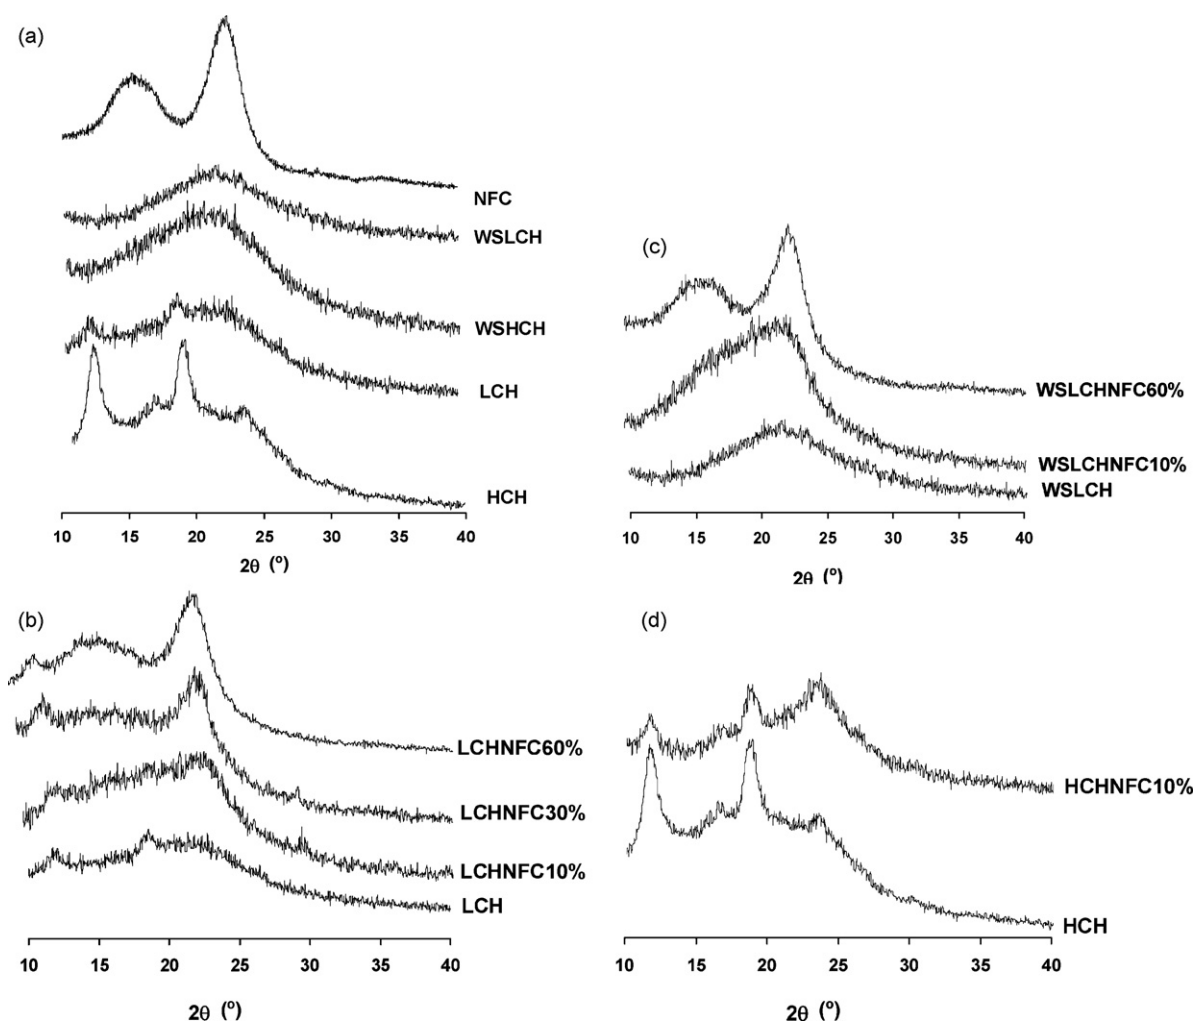 (a)
NFC
WSLCH
WSHCH
LCH
HCH
10 15 20 25 30 35 40
2θ (º)
(b)
LCHNFC60%
LCHNFC30%
LCHNFC10%
LCH
10 15 20 25 30 35 40
2θ (º)
(c)
WSLCHNFC60%
WSLCHNFC10%
WSLCH
10 15 20 25 30 35 40
2θ (º)
(d)
HCHNFC10%
HCH
10 15 20 25 30 35 40
2θ (º)